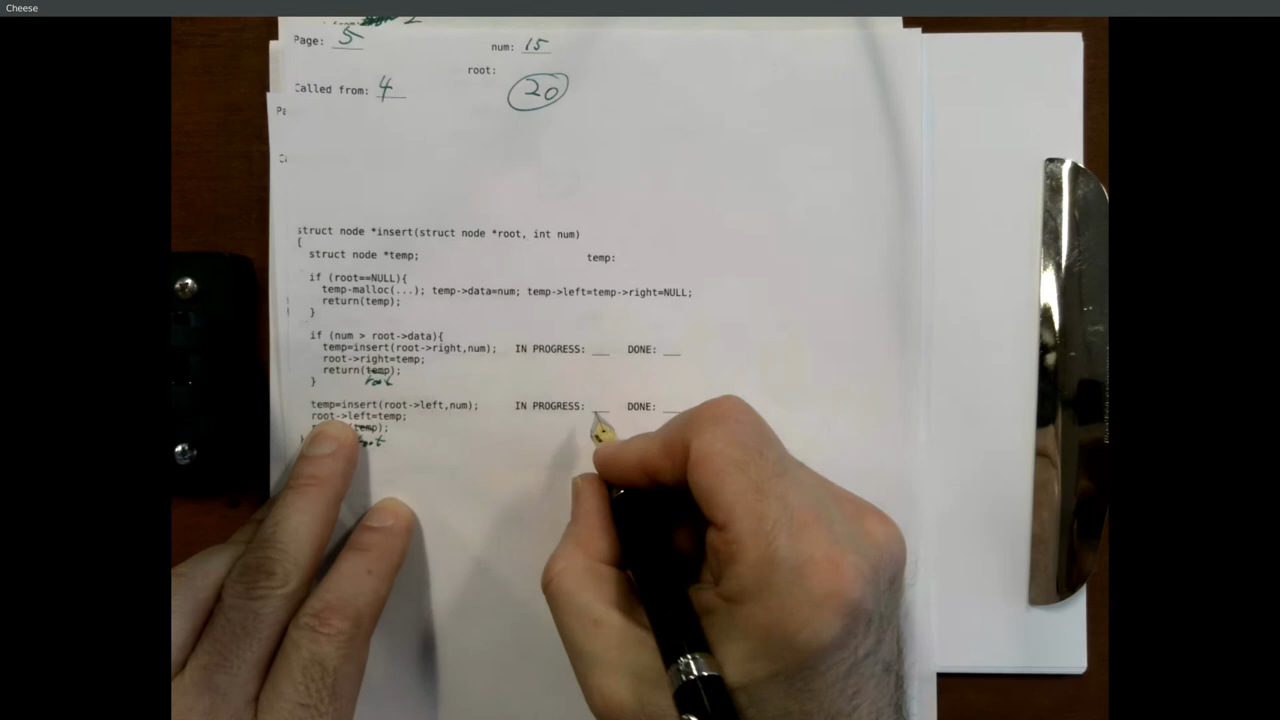 Cheese
Page: 5
num: 15
root:
Called from: 4
20
struct node *insert(struct node *root, int num)
{
struct node *temp;
temp:
if (root==NULL){
temp-malloc(...); temp->data=num; temp->left=temp->right=NULL;
return(temp);
}
if (num > root->data){
temp=insert(root->right,num); IN PROGRESS: ___ DONE: ___
root->right=temp;
return(temp);
} root
temp=insert(root->left,num); IN PROGRESS: ___ DONE: ___
root->left=temp;